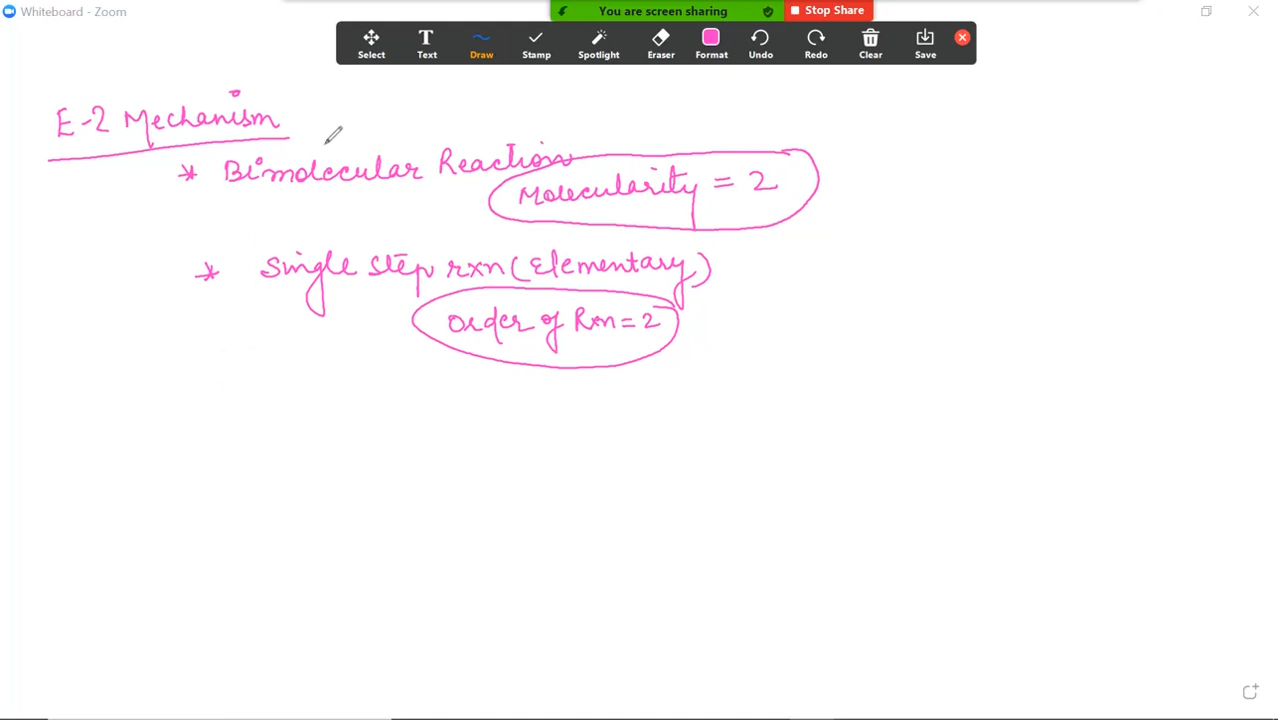 Whiteboard - Zoom
You are screen sharing
Stop Share
Select
Text
Draw
Stamp
Spotlight
Eraser
Format
Undo
Redo
Clear
Save
E-2 Mechanism
* Bimolecular Reaction
Molecularity = 2
* Single Step rxn (Elementary)
Order of Rxn = 2